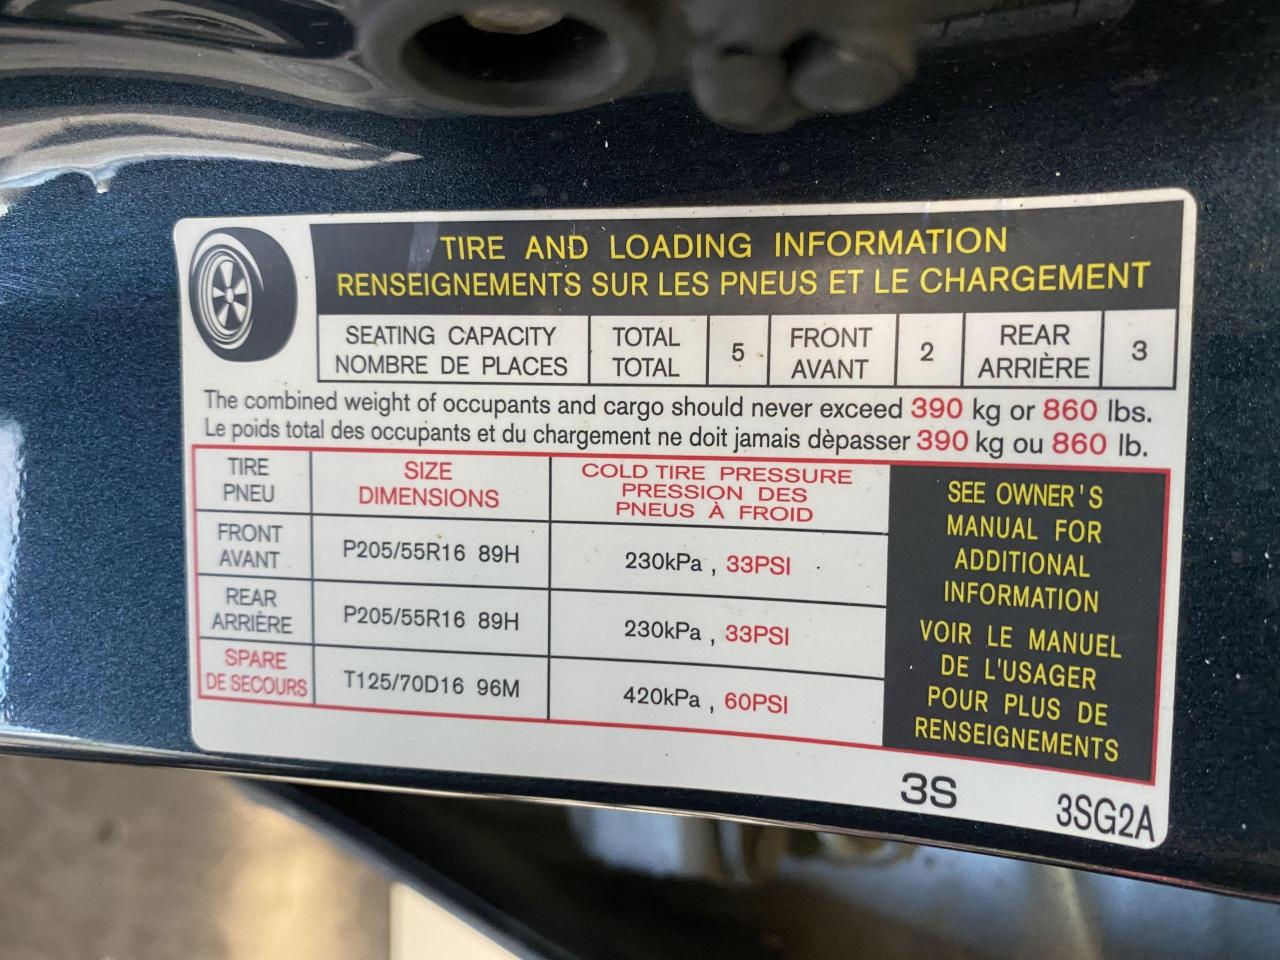 TIRE AND LOADING INFORMATION
RENSEIGNEMENTS SUR LES PNEUS ET LE CHARGEMENT
SEATING CAPACITY TOTAL 5 FRONT 2 REAR 3
NOMBRE DE PLACES TOTAL AVANT ARRIÈRE
The combined weight of occupants and cargo should never exceed 390 kg or 860 lbs.
Le poids total des occupants et du chargement ne doit jamais dèpasser 390 kg ou 860 lb.
TIRE
PNEU
SIZE
DIMENSIONS
COLD TIRE PRESSURE
PRESSION DES
PNEUS À FROID
FRONT
AVANT
P205/55R16 89H
230kPa , 33PSI
REAR
ARRIÈRE
P205/55R16 89H
230kPa , 33PSI
SPARE
DE SECOURS
T125/70D16 96M
420kPa , 60PSI
SEE OWNER'S
MANUAL FOR
ADDITIONAL
INFORMATION
VOIR LE MANUEL
DE L'USAGER
POUR PLUS DE
RENSEIGNEMENTS
3S
3SG2A